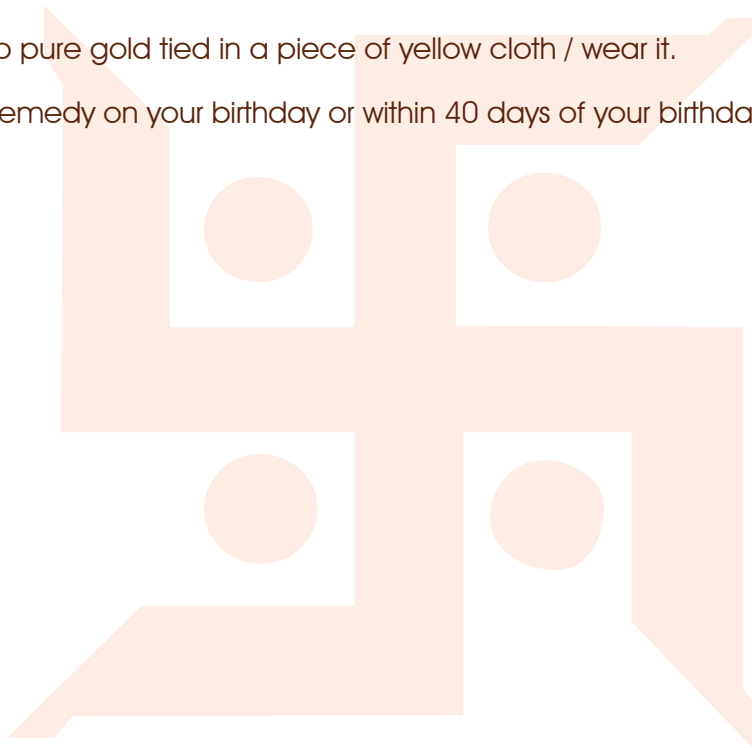 o pure gold tied in a piece of yellow cloth / wear it.
emedy on your birthday or within 40 days of your birthda